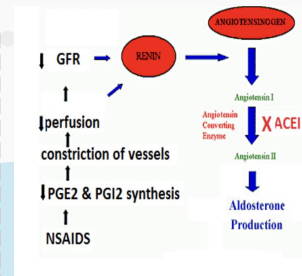 ANGIOTENSINOGEN
GFR
RENIN
Angiotensin I
perfusion
Angiotensin
Converting
Enzyme
X ACEI
constriction of vessels
Angiotensin II
PGE2 & PGI2 synthesis
Aldosterone
Production
NSAIDS